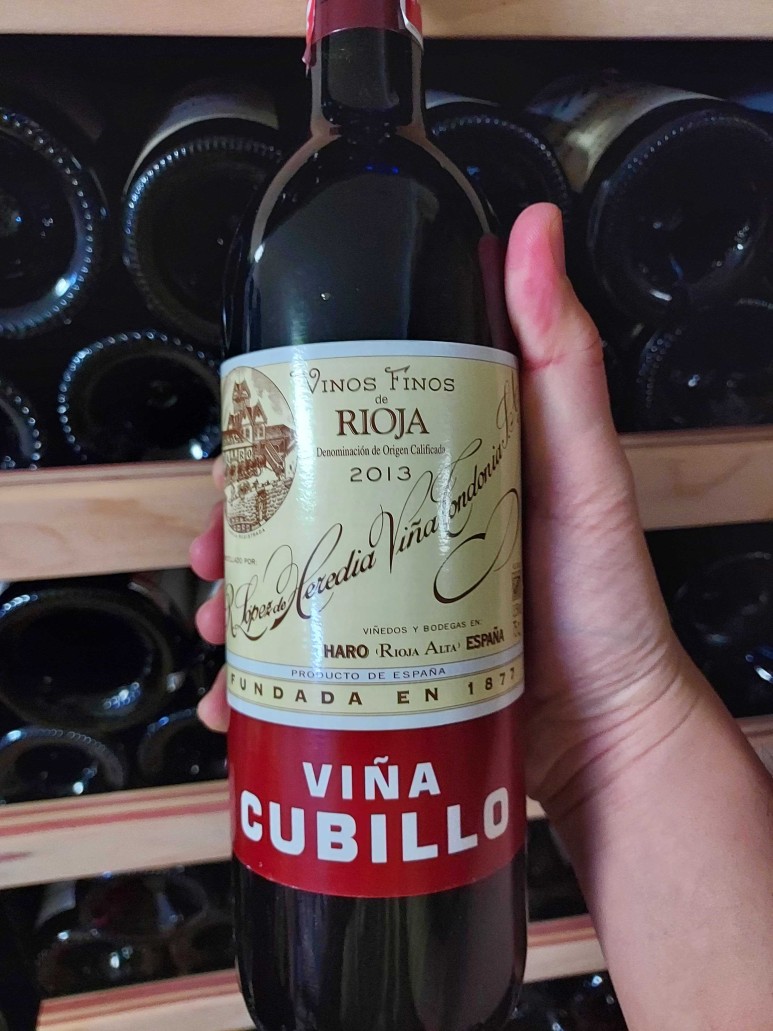 VINOS FINOS
de
RIOJA
Denominación de Origen Calificada
2013
R. López de Heredia Viña Tondonia
VIÑEDOS Y BODEGAS EN:
HARO (RIOJA ALTA) ESPAÑA
PRODUCTO DE ESPAÑA
FUNDADA EN 1877
VIÑA
CUBILLO